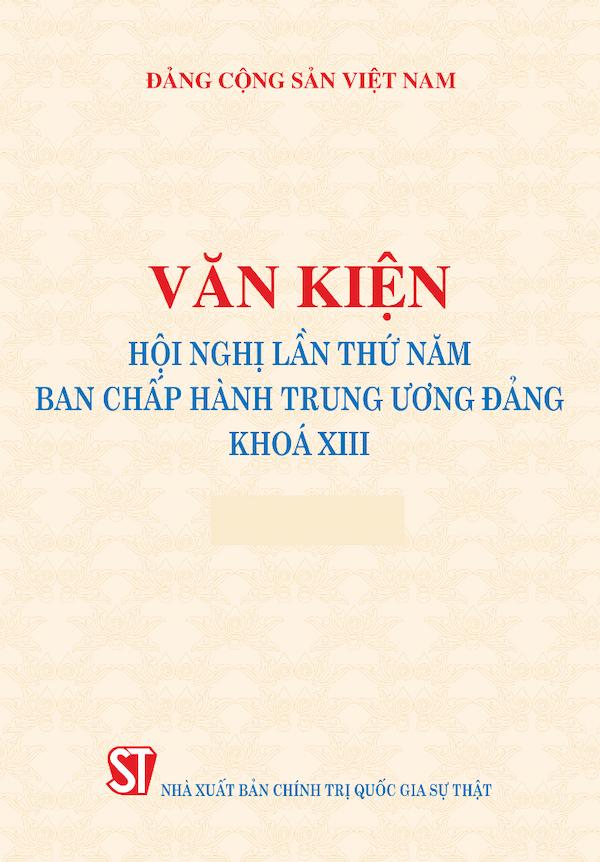 ĐẢNG CỘNG SẢN VIỆT NAM
VĂN KIỆN
HỘI NGHỊ LẦN THỨ NĂM
BAN CHẤP HÀNH TRUNG ƯƠNG ĐẢNG
KHOÁ XIII
ST
NHÀ XUẤT BẢN CHÍNH TRỊ QUỐC GIA SỰ THẬT